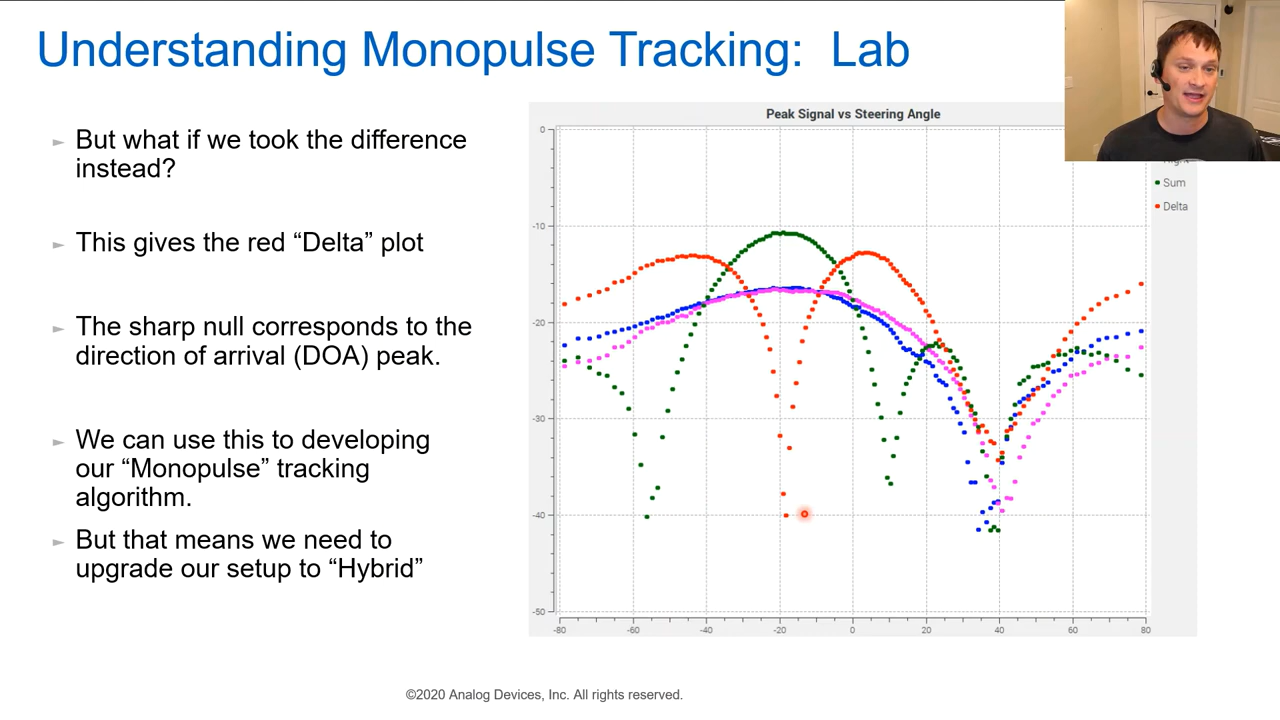 Understanding Monopulse Tracking: Lab
But what if we took the difference
instead?
This gives the red “Delta” plot
The sharp null corresponds to the
direction of arrival (DOA) peak.
We can use this to developing
our “Monopulse” tracking
algorithm.
But that means we need to
upgrade our setup to “Hybrid”
Peak Signal vs Steering Angle
Sum
Delta
0
-10
-20
-30
-40
-50
-80 -60 -40 -20 0 20 40 60 80
©2020 Analog Devices, Inc. All rights reserved.